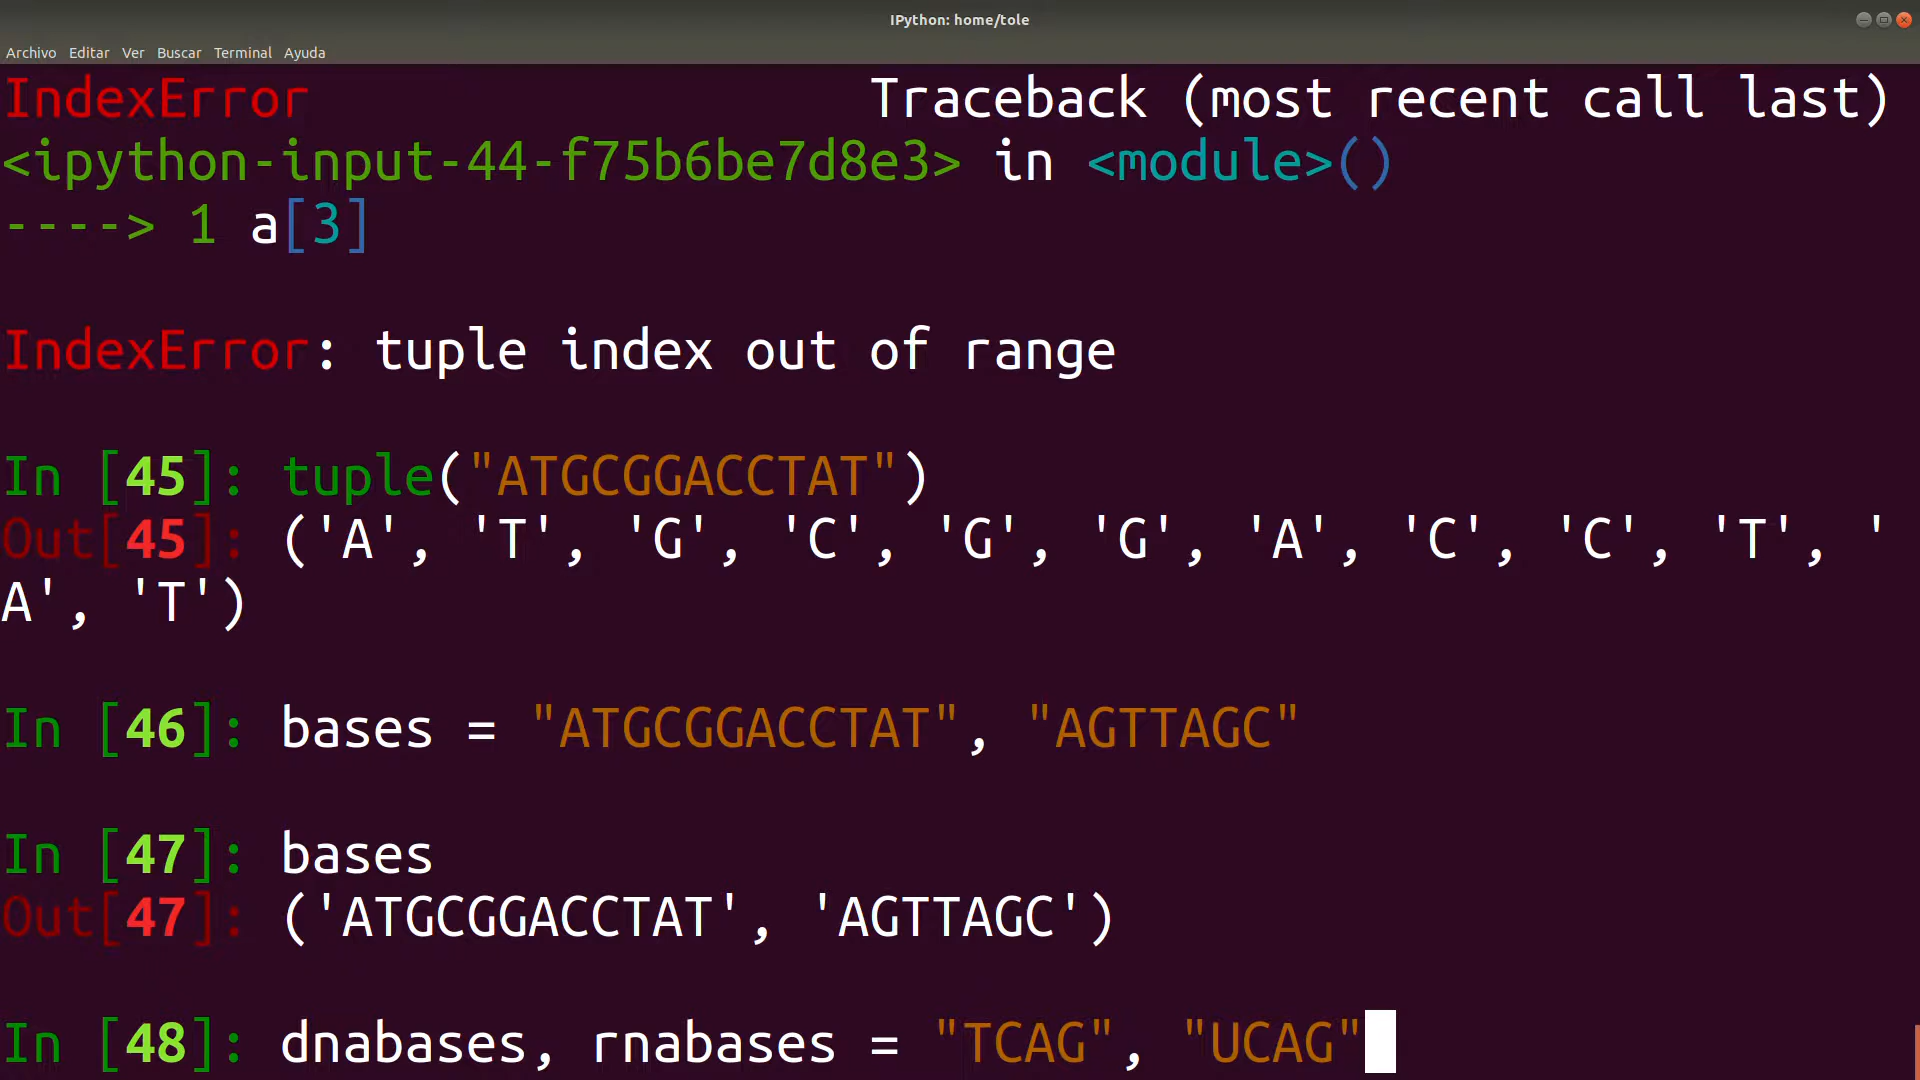 IPython: home/tole
Archivo Editar Ver Buscar Terminal Ayuda
IndexError Traceback (most recent call last)
<ipython-input-44-f75b6be7d8e3> in <module>()
----> 1 a[3]
IndexError: tuple index out of range
In [45]: tuple("ATGCGGACCTAT")
Out[45]: ('A', 'T', 'G', 'C', 'G', 'G', 'A', 'C', 'C', 'T', '
A', 'T')
In [46]: bases = "ATGCGGACCTAT", "AGTTAGC"
In [47]: bases
Out[47]: ('ATGCGGACCTAT', 'AGTTAGC')
In [48]: dnabases, rnabases = "TCAG", "UCAG"